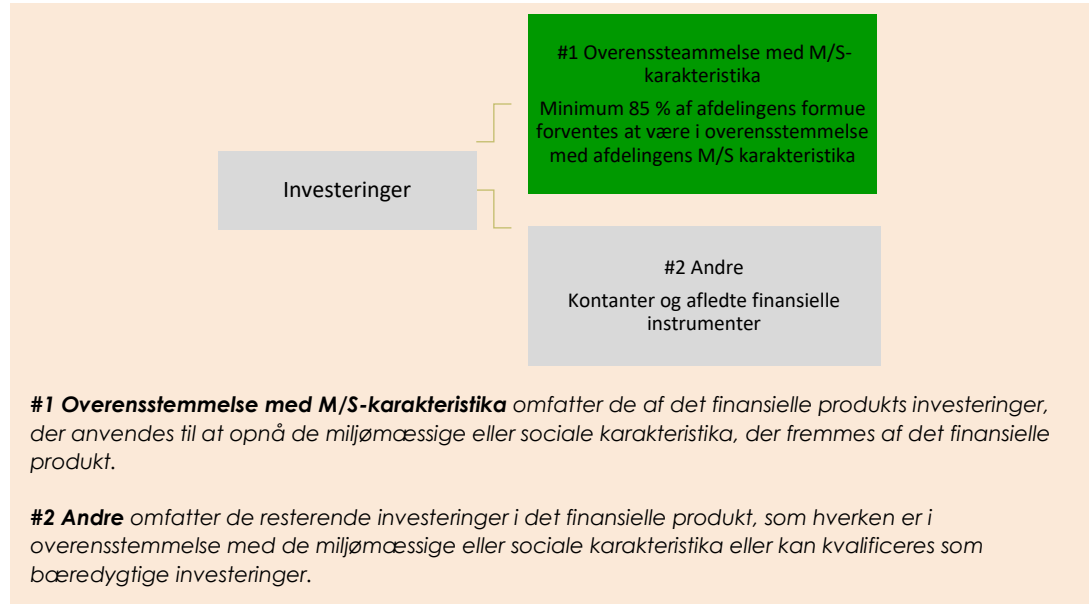 #1 Overenssteammelse med M/S-
karakteristika
Minimum 85 % af afdelingens formue
forventes at være i overensstemmelse
med afdelingens M/S karakteristika
Investeringer
#2 Andre
Kontanter og afledte finansielle
instrumenter
#1 Overensstemmelse med M/S-karakteristika omfatter de af det finansielle produkts investeringer,
der anvendes til at opnå de miljømæssige eller sociale karakteristika, der fremmes af det finansielle
produkt.
#2 Andre omfatter de resterende investeringer i det finansielle produkt, som hverken er i
overensstemmelse med de miljømæssige eller sociale karakteristika eller kan kvalificeres som
bæredygtige investeringer.